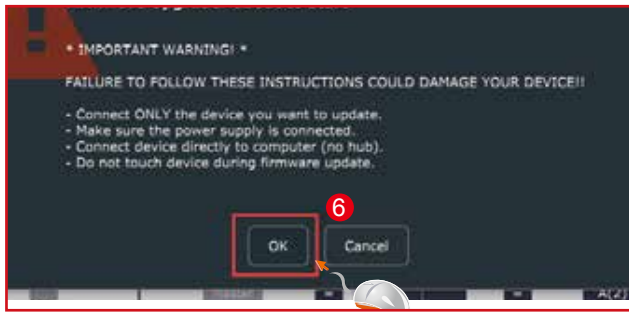 * IMPORTANT WARNING! *
FAILURE TO FOLLOW THESE INSTRUCTIONS COULD DAMAGE YOUR DEVICE!!
- Connect ONLY the device you want to update.
- Make sure the power supply is connected.
- Connect device directly to computer (no hub).
- Do not touch device during firmware update.
6
OK Cancel
A(2)